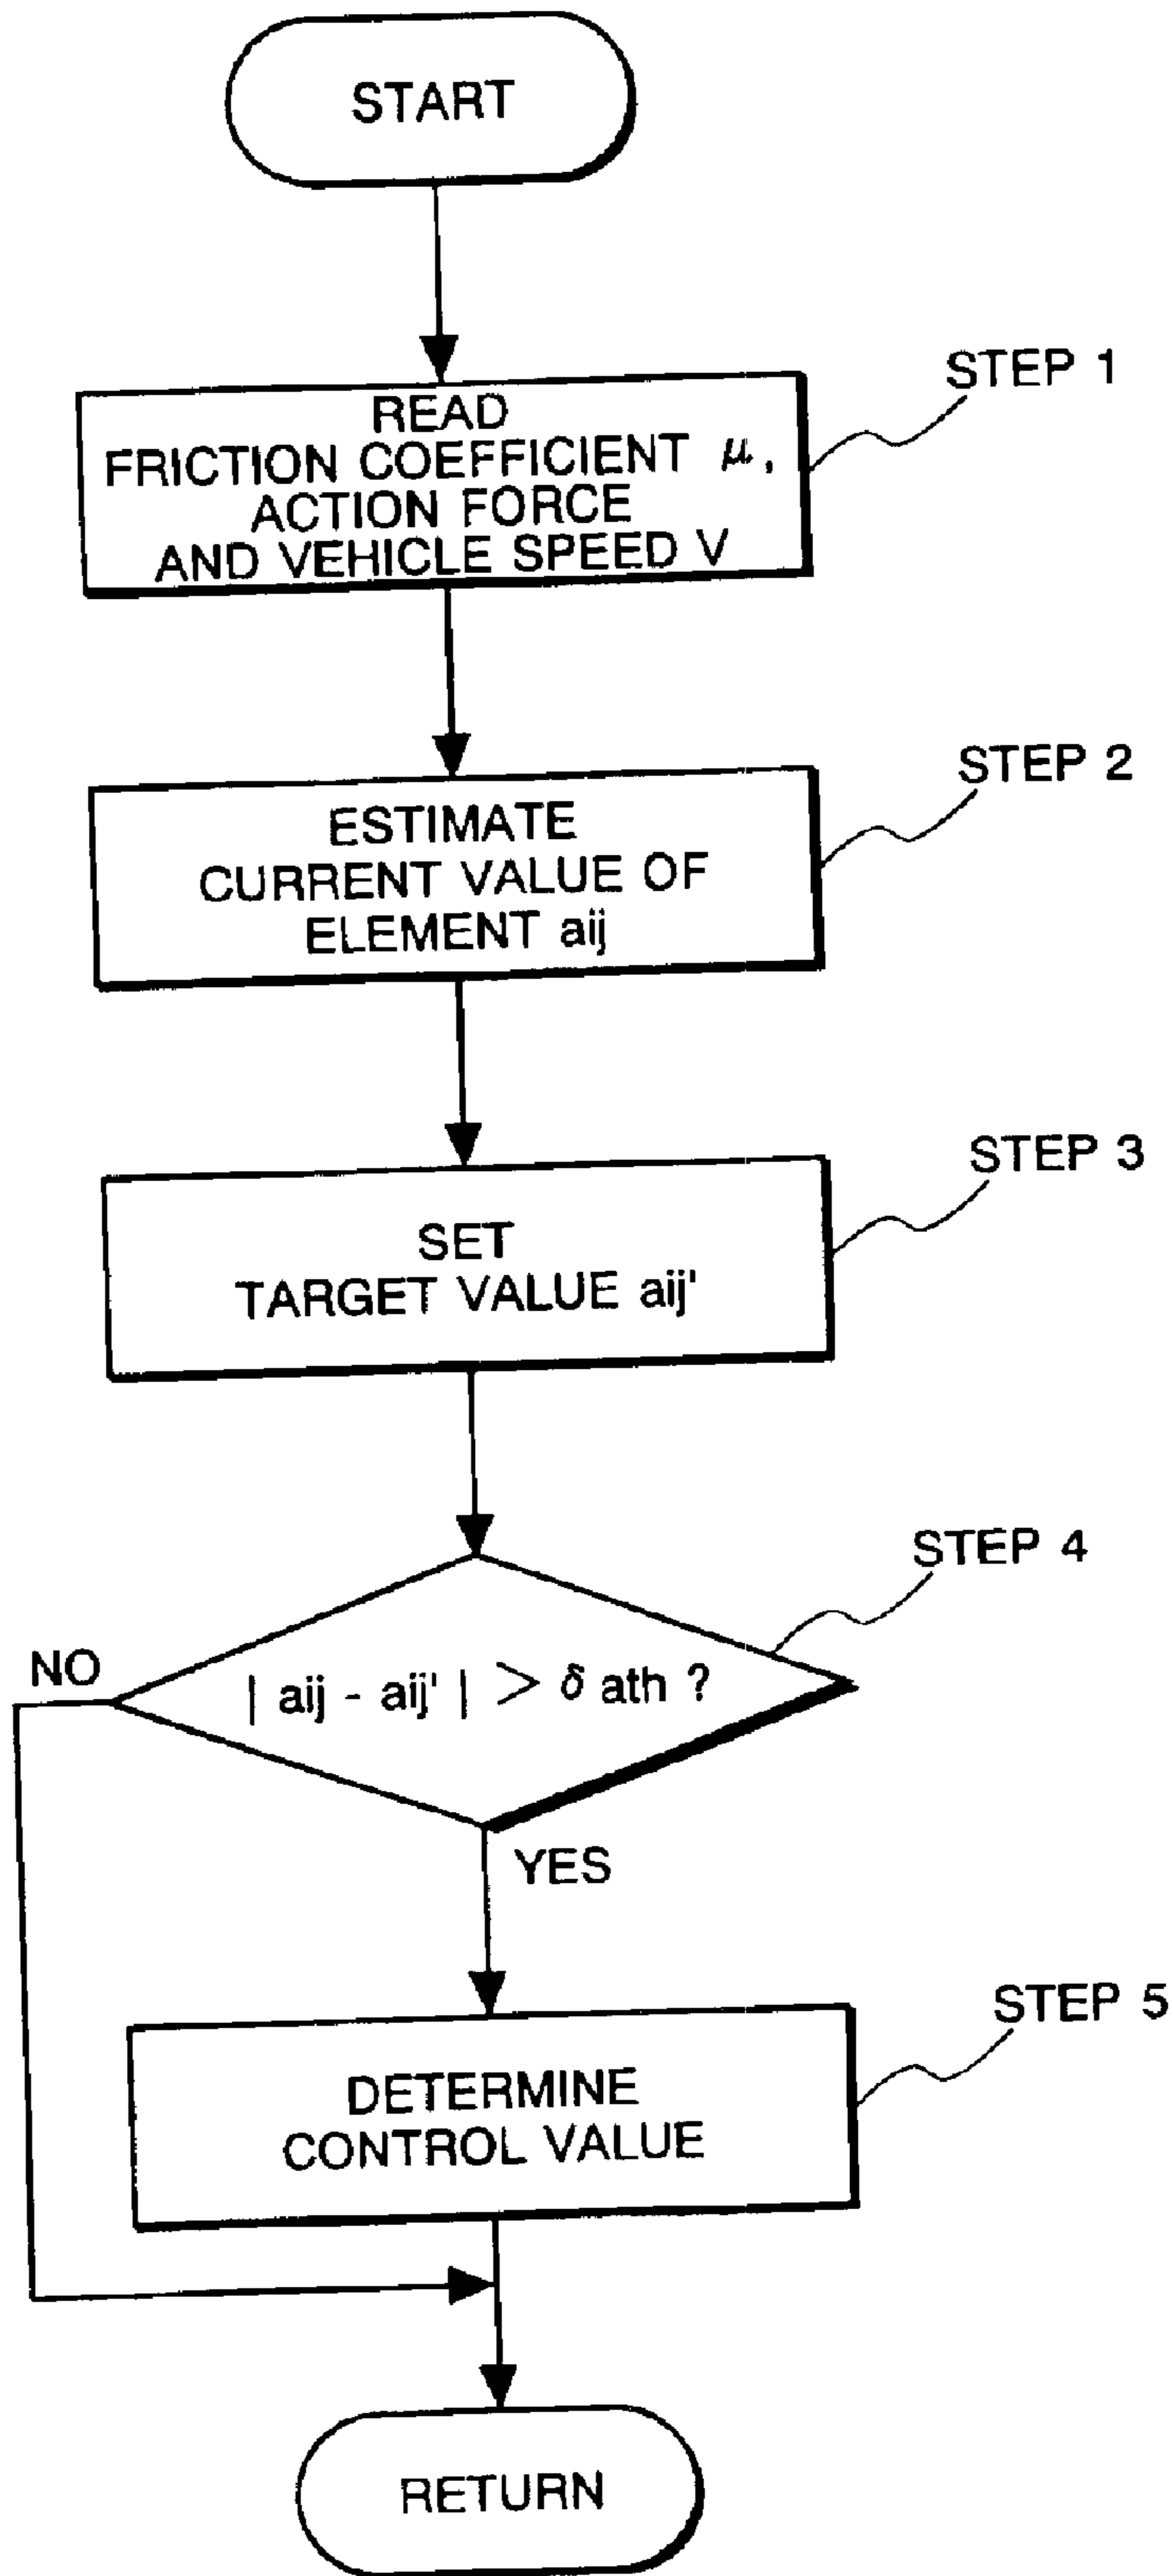 START
STEP 1
READ
FRICTION COEFFICIENT μ,
ACTION FORCE
AND VEHICLE SPEED V
STEP 2
ESTIMATE
CURRENT VALUE OF
ELEMENT aij
STEP 3
SET
TARGET VALUE aij'
STEP 4
NO
| aij - aij' | > δ ath ?
YES
STEP 5
DETERMINE
CONTROL VALUE
RETURN